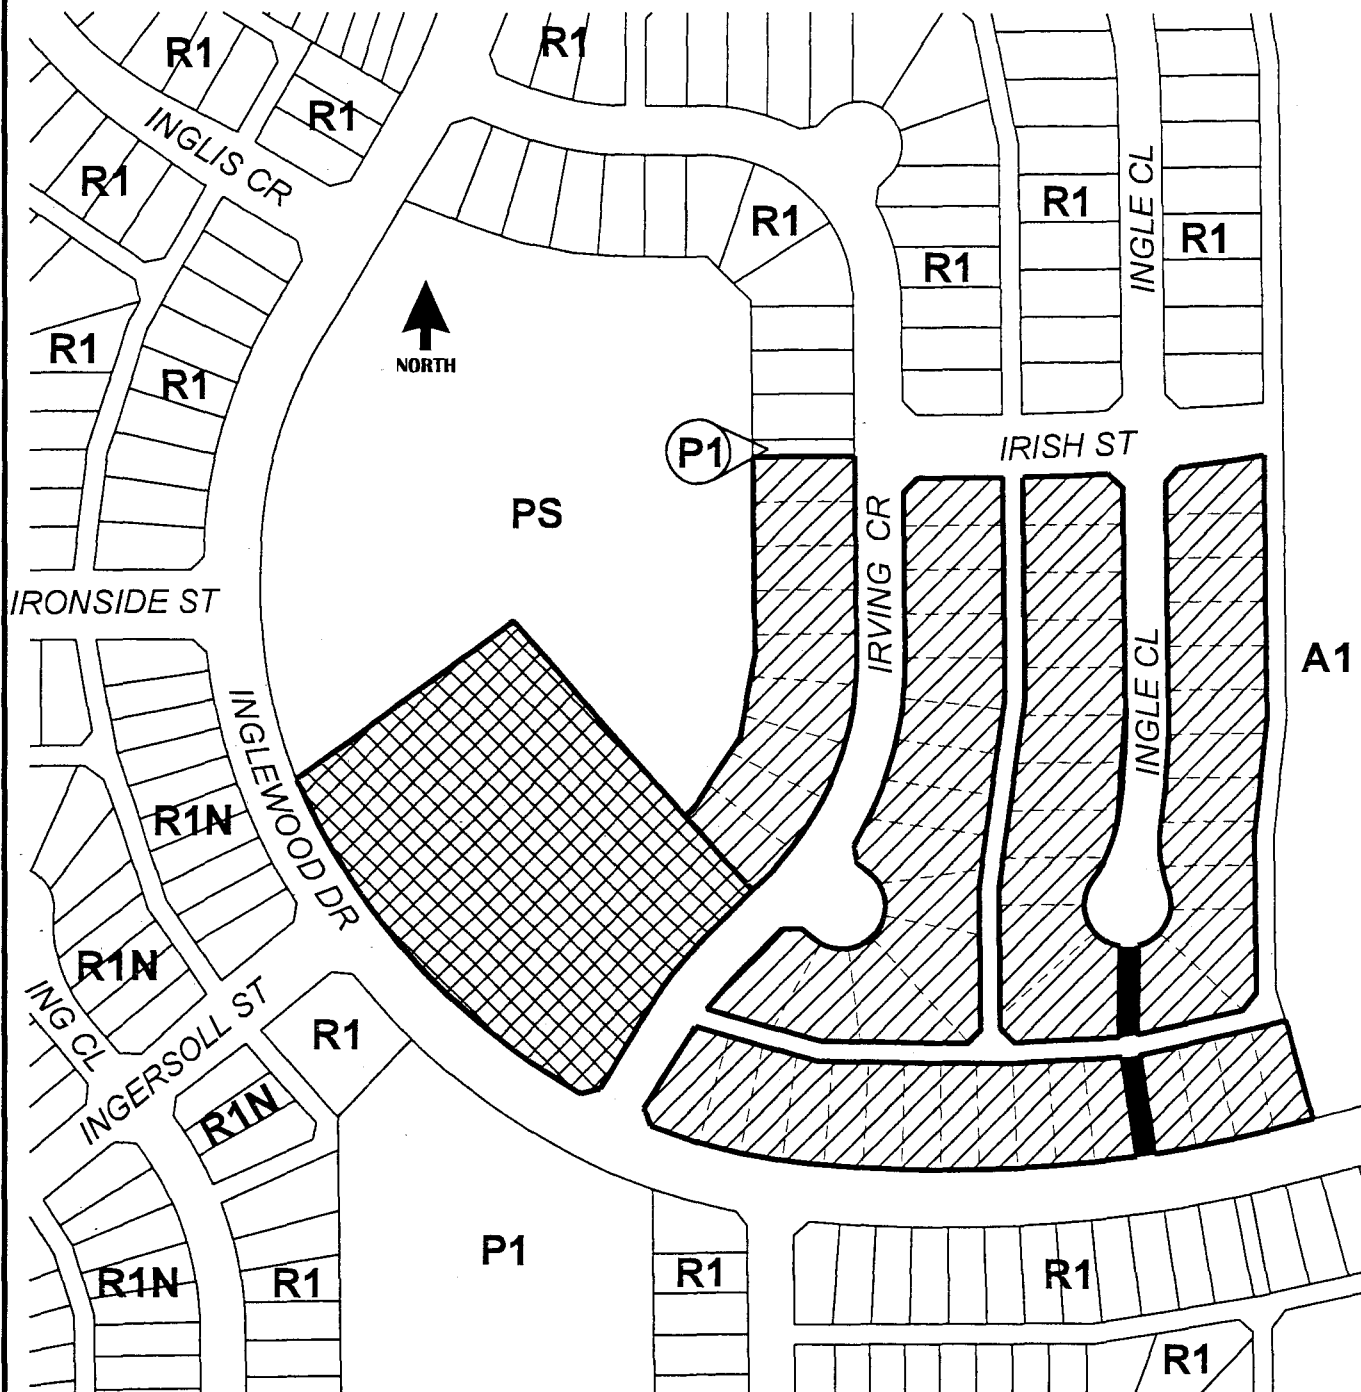 R1
R1
INGLIS CR
R1
R1
R1
INGLE CL
R1
R1
R1
NORTH
R1
R1
P1
IRISH ST
PS
IRVING CR
IRONSIDE ST
INGLE CL
A1
INGLEWOOD DR
R1N
R1N
ING CL
INGERSOLL ST
R1
R1N
P1
R1N
R1
R1
R1
R1